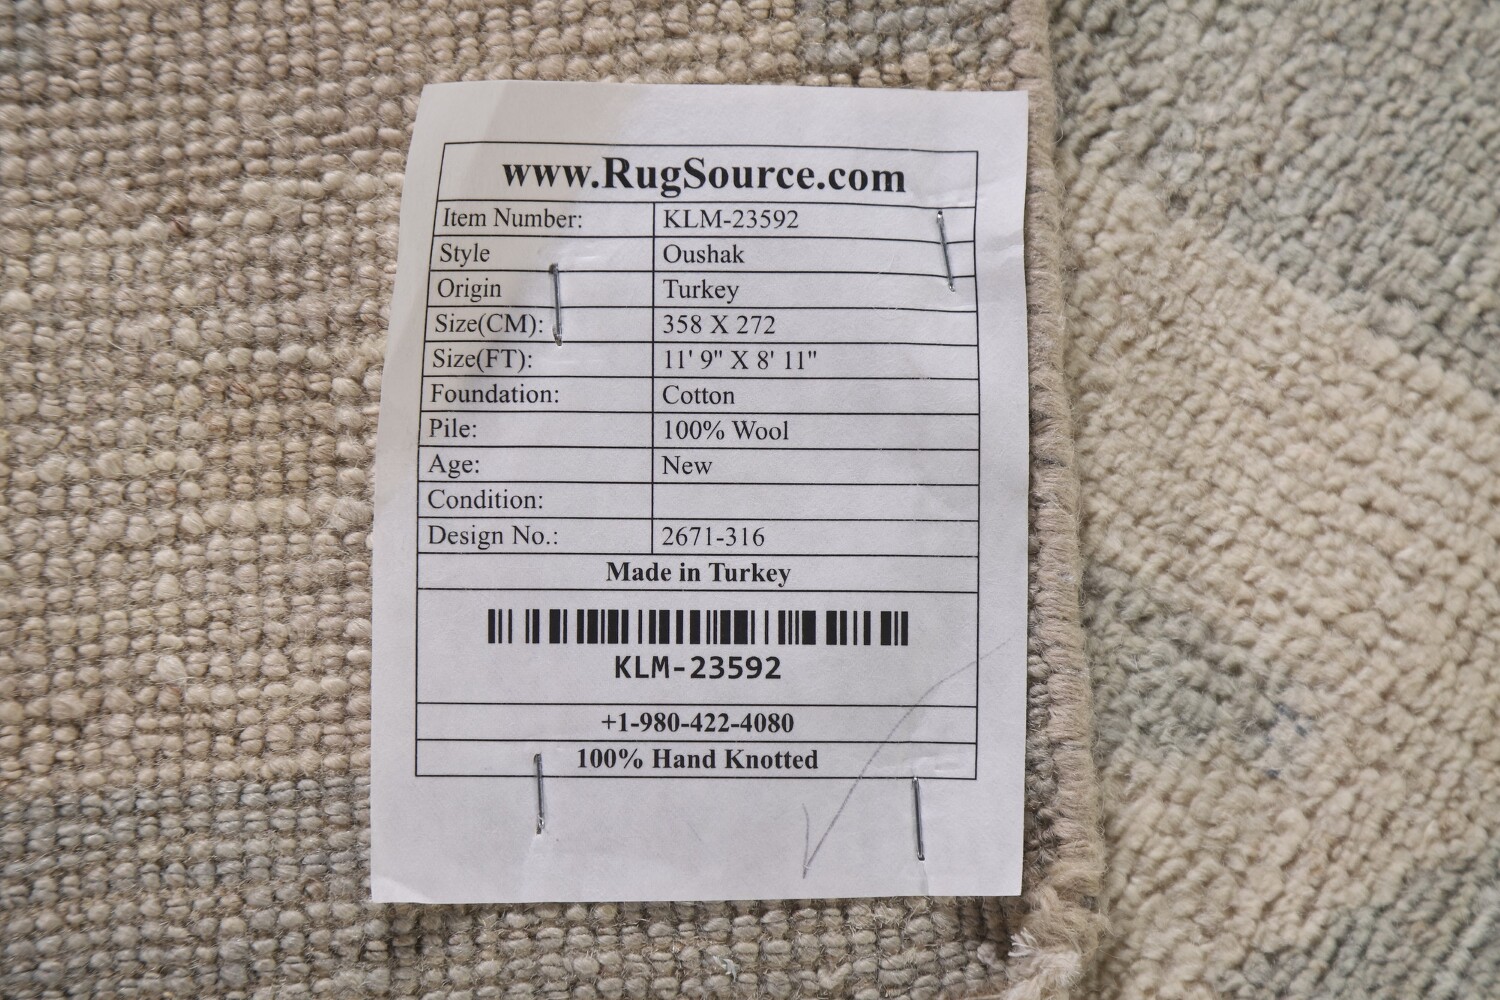 www.RugSource.com
Item Number: KLM-23592
Style Oushak
Origin Turkey
Size(CM): 358 X 272
Size(FT): 11' 9" X 8' 11"
Foundation: Cotton
Pile: 100% Wool
Age: New
Condition:
Design No.: 2671-316
Made in Turkey
KLM-23592
+1-980-422-4080
100% Hand Knotted